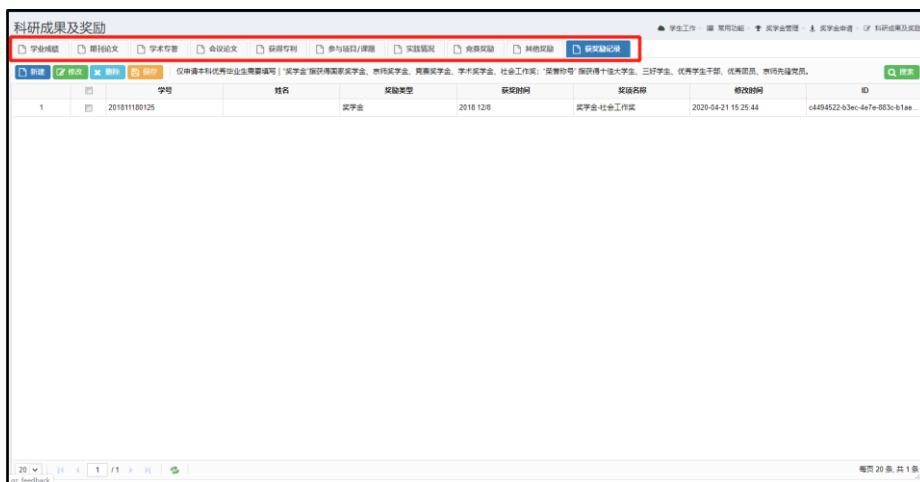 科研成果及奖励
学生工作 · 常用功能 · 奖学金管理 · 奖学金申请 · 科研成果及奖励
学业成绩 期刊论文 学术专著 会议论文 获得专利 参与项目/课题 实践情况 竞赛奖励 其他奖励 获奖励记录
新建 修改 删除 保存 仅申请本科优秀毕业生需要填写 | "奖学金"指获得国家奖学金、京师奖学金、竞赛奖学金、学术奖学金、社会工作奖; "荣誉称号"指获得十佳大学生、三好学生、优秀学生干部、优秀团员、京师先锋党员。 搜索
学号 姓名 奖励类型 获奖时间 奖项名称 修改时间 ID
1 201811180125 奖学金 2018 12/8 奖学金-社会工作奖 2020-04-21 15:25:44 c4494522-b3ec-4e7e-883c-b1ae...
20 1 /1 每页 20 条, 共 1 条